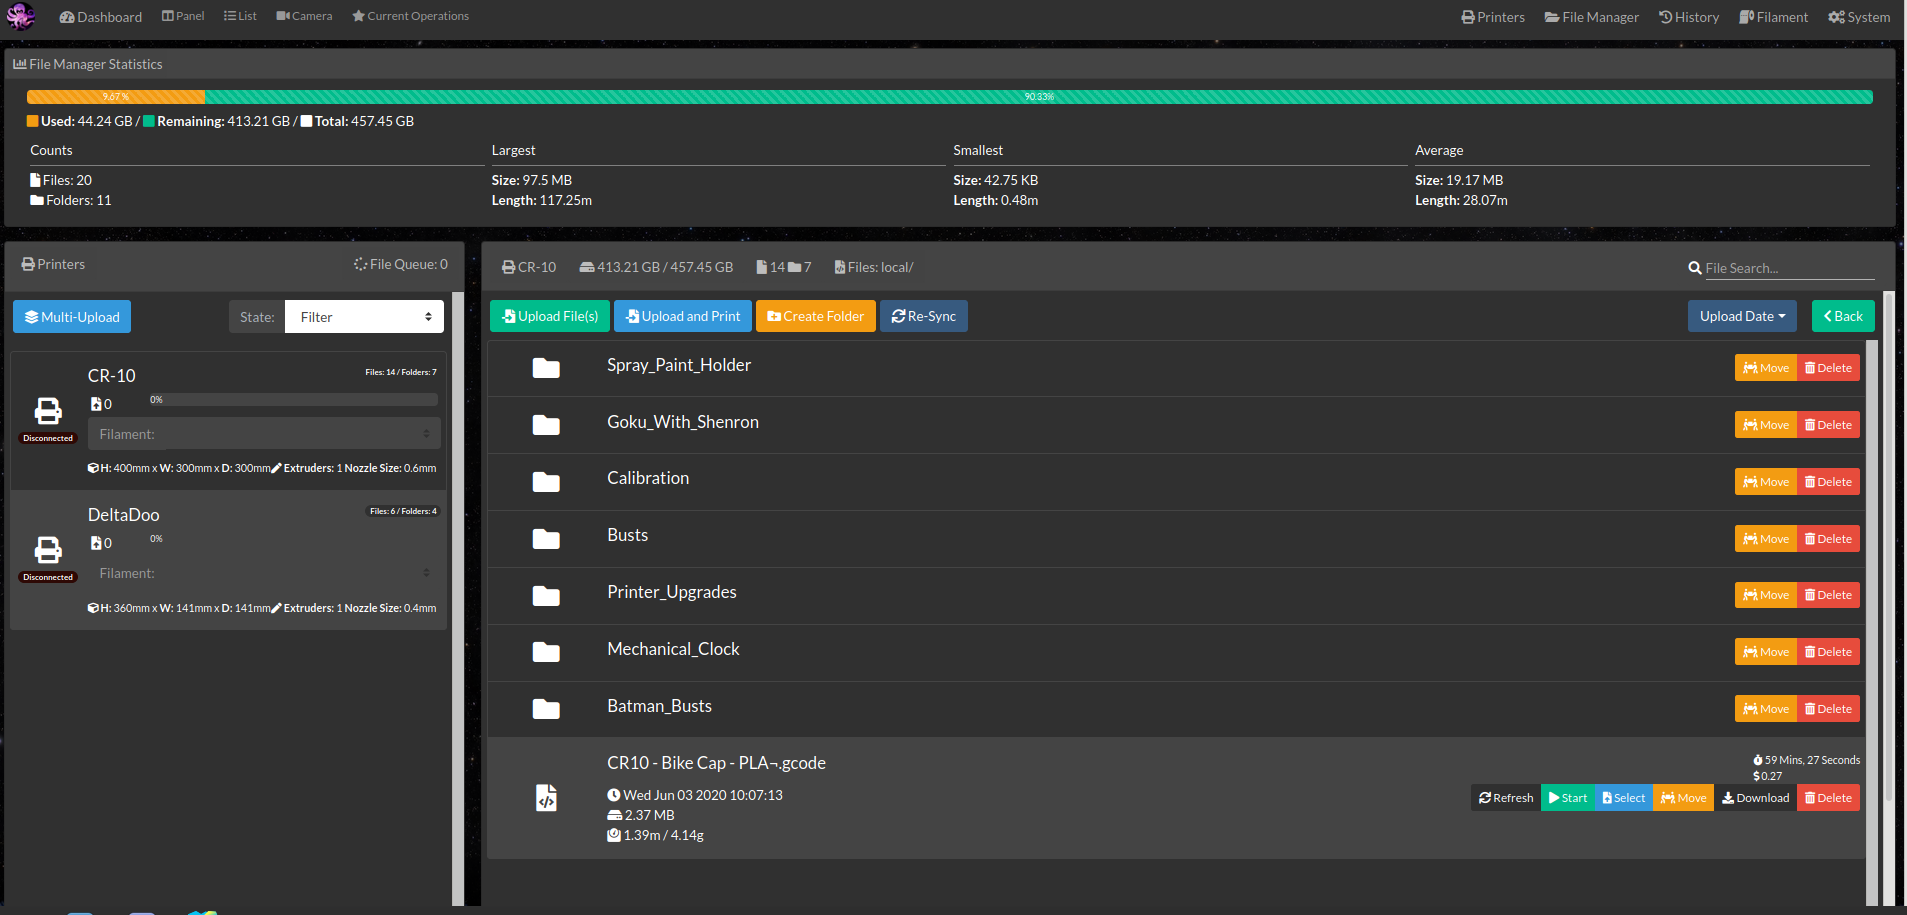 Dashboard Panel List Camera Current Operations Printers File Manager History Filament System
File Manager Statistics
9.67 % 90.33%
Used: 44.24 GB / Remaining: 413.21 GB / Total: 457.45 GB
Counts
Files: 20
Folders: 11
Largest
Size: 97.5 MB
Length: 117.25m
Smallest
Size: 42.75 KB
Length: 0.48m
Average
Size: 19.17 MB
Length: 28.07m
Printers File Queue: 0
Multi-Upload State: Filter
CR-10 Files: 14 / Folders: 7
0 0%
Filament:
Disconnected
H: 400mm x W: 300mm x D: 300mm Extruders: 1 Nozzle Size: 0.6mm
DeltaDoo Files: 6 / Folders: 4
0 0%
Filament:
Disconnected
H: 360mm x W: 141mm x D: 141mm Extruders: 1 Nozzle Size: 0.4mm
CR-10 413.21 GB / 457.45 GB 14 7 Files: local/ File Search...
Upload File(s) Upload and Print Create Folder Re-Sync Upload Date Back
Spray_Paint_Holder Move Delete
Goku_With_Shenron Move Delete
Calibration Move Delete
Busts Move Delete
Printer_Upgrades Move Delete
Mechanical_Clock Move Delete
Batman_Busts Move Delete
CR10 - Bike Cap - PLA¬.gcode
Wed Jun 03 2020 10:07:13
2.37 MB
1.39m / 4.14g
59 Mins, 27 Seconds
$ 0.27
Refresh Start Select Move Download Delete